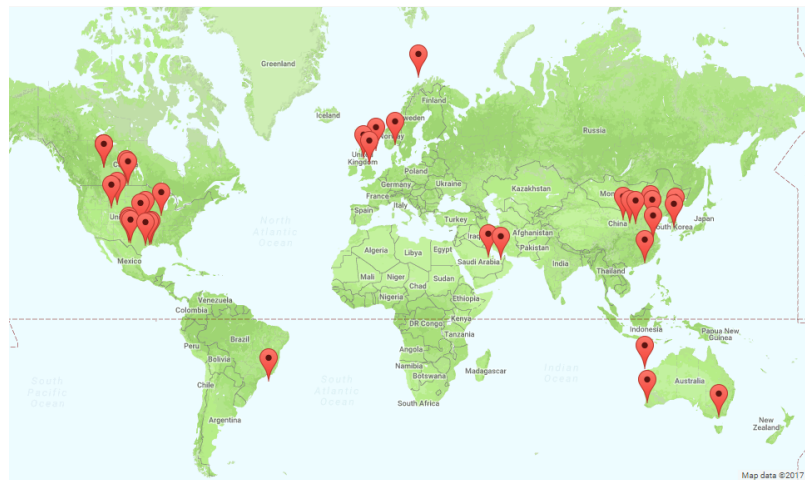 Greenland
Iceland
Finland
Sweden
Norway
Russia
United
Kingdom
Poland
Germany
Ukraine
France
Kazakhstan
Italy
Spain
Turkey
Mon
China
South Korea
Japan
North
Atlantic
Ocean
Un
Mexico
Iraq
Afghanistan
Pakistan
Algeria
Libya
Egypt
Saudi Arabia
India
Thailand
Mali
Niger
Sudan
Chad
Nigeria
Ethiopia
Venezuela
Colombia
Kenya
DR Congo
Tanzania
Indonesia
Papua New
Guinea
Peru
Brazil
Bolivia
Angola
Namibia
Botswana
Madagascar
Chile
South
Pacific
Ocean
South
Atlantic
Ocean
Indian
Ocean
Australia
South Africa
Argentina
New
Zealand
Map data ©2017